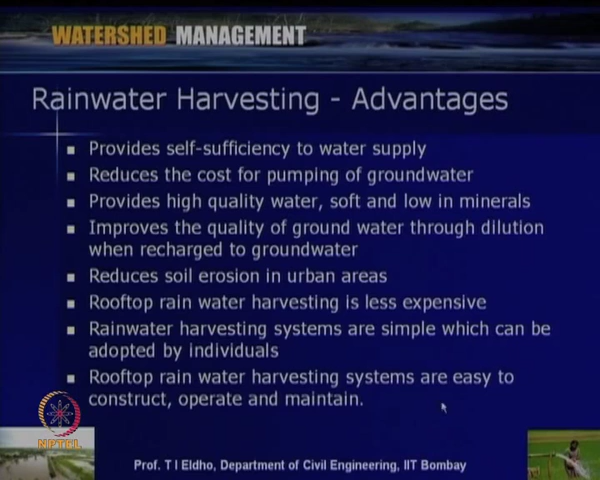 WATERSHED MANAGEMENT
Rainwater Harvesting - Advantages
Provides self-sufficiency to water supply
Reduces the cost for pumping of groundwater
Provides high quality water, soft and low in minerals
Improves the quality of ground water through dilution
when recharged to groundwater
Reduces soil erosion in urban areas
Rooftop rain water harvesting is less expensive
Rainwater harvesting systems are simple which can be
adopted by individuals
Rooftop rain water harvesting systems are easy to
construct, operate and maintain.
NPTEL
Prof. T I Eldho, Department of Civil Engineering, IIT Bombay